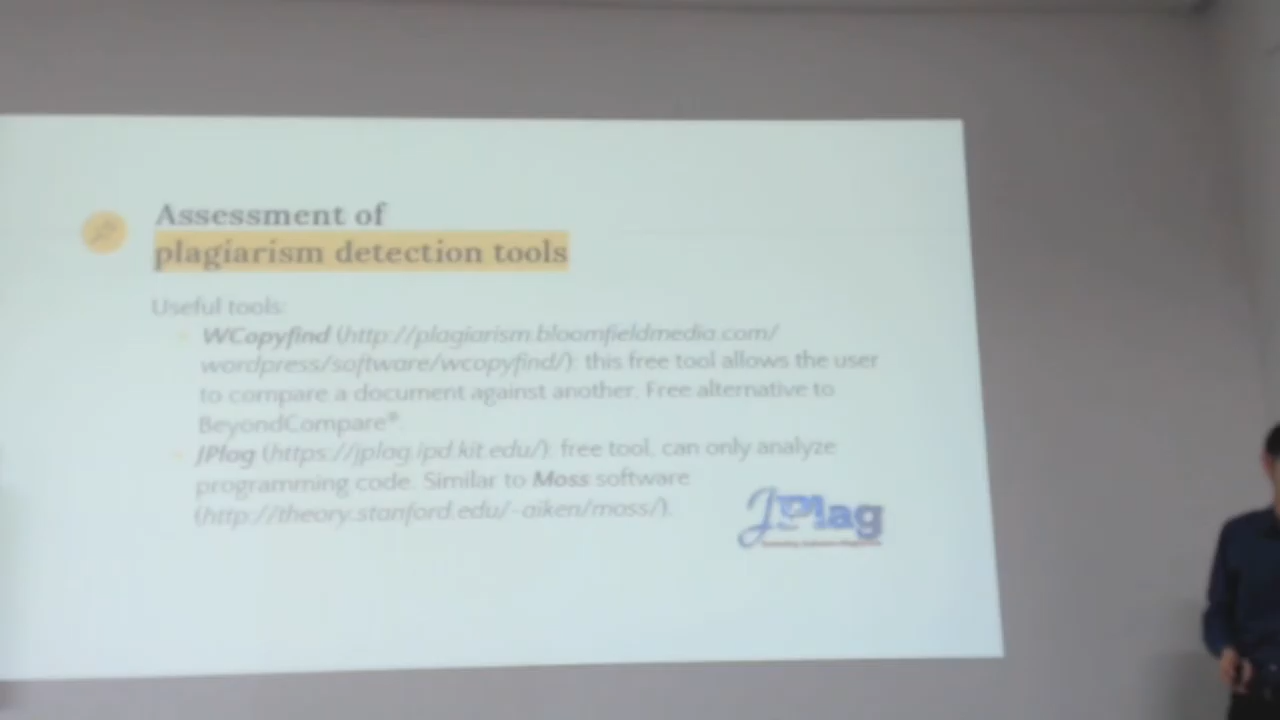 Assessment of
plagiarism detection tools
Useful tools:
WCopyfind (http://plagiarism.bloomfieldmedia.com/
wordpress/software/wcopyfind/): this free tool allows the user
to compare a document against another. Free alternative to
BeyondCompare®.
JPlag (https://jplag.ipd.kit.edu/): free tool, can only analyze
programming code. Similar to Moss software
(http://theory.stanford.edu/~aiken/moss/).
JPlag